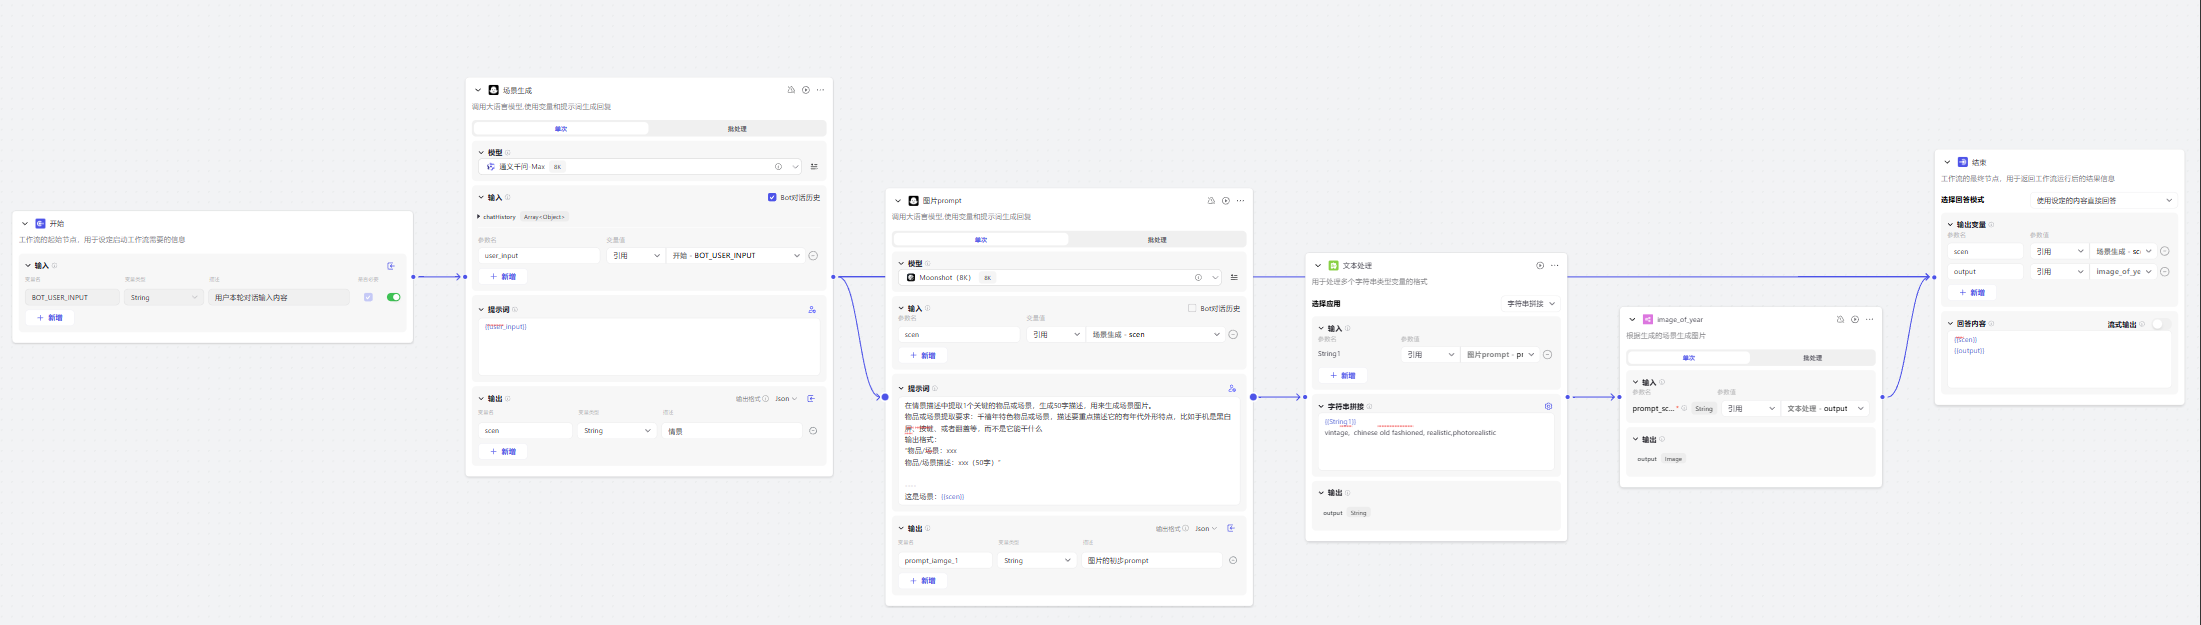 开始
工作流的起始节点，用于设定启动工作流需要的信息
输入
变量名 变量类型 描述 是否必要
BOT_USER_INPUT String 用户本轮对话输入内容
+ 新增
场景生成
调用大语言模型,使用变量和提示词生成回复
单次 批处理
模型
通义千问-Max 8K
输入 Bot对话历史
chatHistory Array<Object>
参数名 变量值
user_input 引用 开始 - BOT_USER_INPUT
+ 新增
提示词
{{user_input}}
输出 输出格式 Json
变量名 变量类型 描述
scen String 情景
+ 新增
图片prompt
调用大语言模型,使用变量和提示词生成回复
单次 批处理
模型
Moonshot（8K） 8K
输入 Bot对话历史
参数名 变量值
scen 引用 场景生成 - scen
+ 新增
提示词
在情景描述中提取1个关键的物品或场景，生成50字描述，用来生成场景图片。
物品或场景提取要求：千禧年特色物品或场景，描述要重点描述它的有年代外形特点，比如手机是黑白
屏、按键、或者翻盖等，而不是它能干什么
输出格式：
"物品/场景：xxx
物品/场景描述：xxx（50字）"
这是场景：{{scen}}
输出 输出格式 Json
变量名 变量类型 描述
prompt_iamge_1 String 图片的初步prompt
+ 新增
文本处理
用于处理多个字符串类型变量的格式
选择应用 字符串拼接
输入
参数名 参数值
String1 引用 图片prompt - pr
+ 新增
字符串拼接
{{String1}}
vintage, chinese old fashioned, realistic,photorealistic
输出
output String
image_of_year
根据生成的场景生成图片
单次 批处理
输入
参数名 参数值
prompt_sc... * String 引用 文本处理 - output
输出
output Image
结束
工作流的最终节点，用于返回工作流运行后的结果信息
选择回答模式 使用设定的内容直接回答
输出变量
参数名 参数值
scen 引用 场景生成 - sc
output 引用 image_of_ye
+ 新增
回答内容 流式输出
{{scen}}
{{output}}